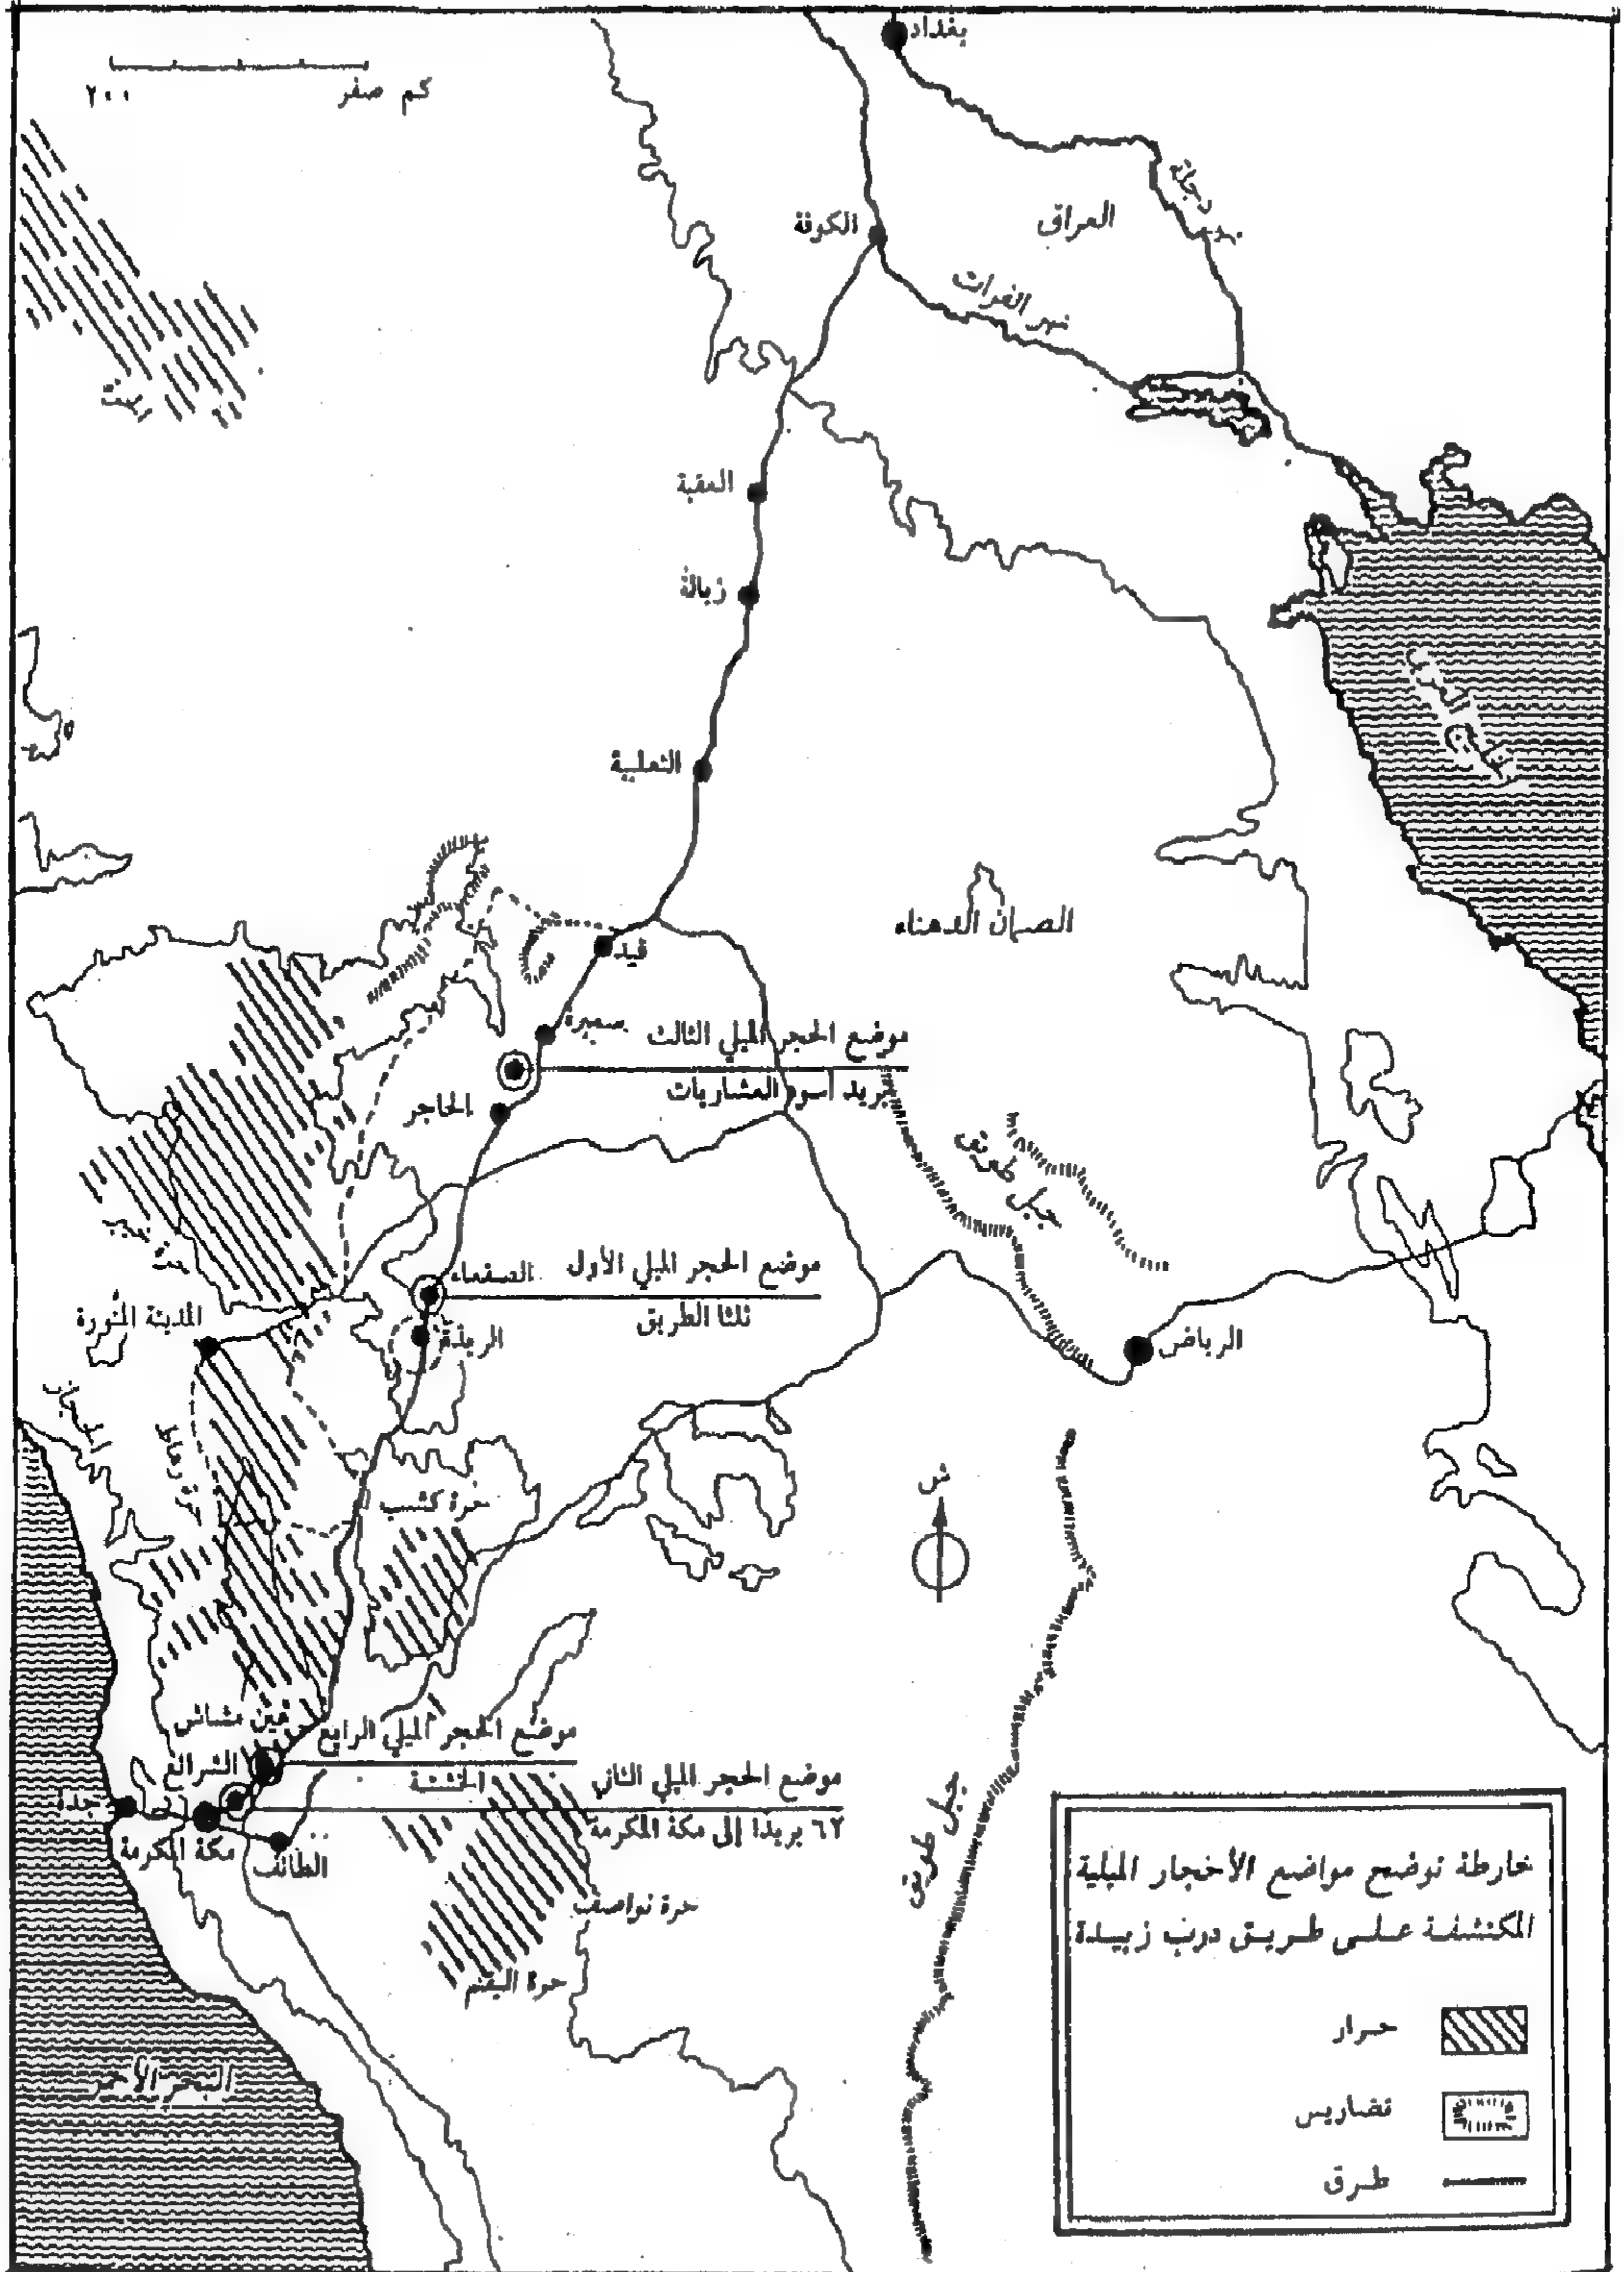 بغداد
كم صفر
٢٠٠
نهر دجلة
العراق
الكوفة
نهر الفرات
العقبة
زبالة
الثعلبية
الصمان الدهناء
فيد
سميرة
موضع الحجر الميلي الثالث
بريد أسود العشاريات
الحاجر
جبل طويق
الصقعاء
موضع الحجر الميلي الأول
ثلثا الطريق
المدينة المنورة
الربذة
الرياض
ش
حرة كشب
مشاش
موضع الحجر الميلي الرابع
الشرائع
موضع الحجر الميلي الثاني
جدة
٦٢ بريدا إلى مكة المكرمة
مكة المكرمة
الطائف
جبل طويق
حرة نواصف
حرة البقوم
البحر الأحمر
خارطة توضح مواضع الأحجار الميلية
المكتشفة على طريق درب زبيدة
حرار
تضاريس
طرق